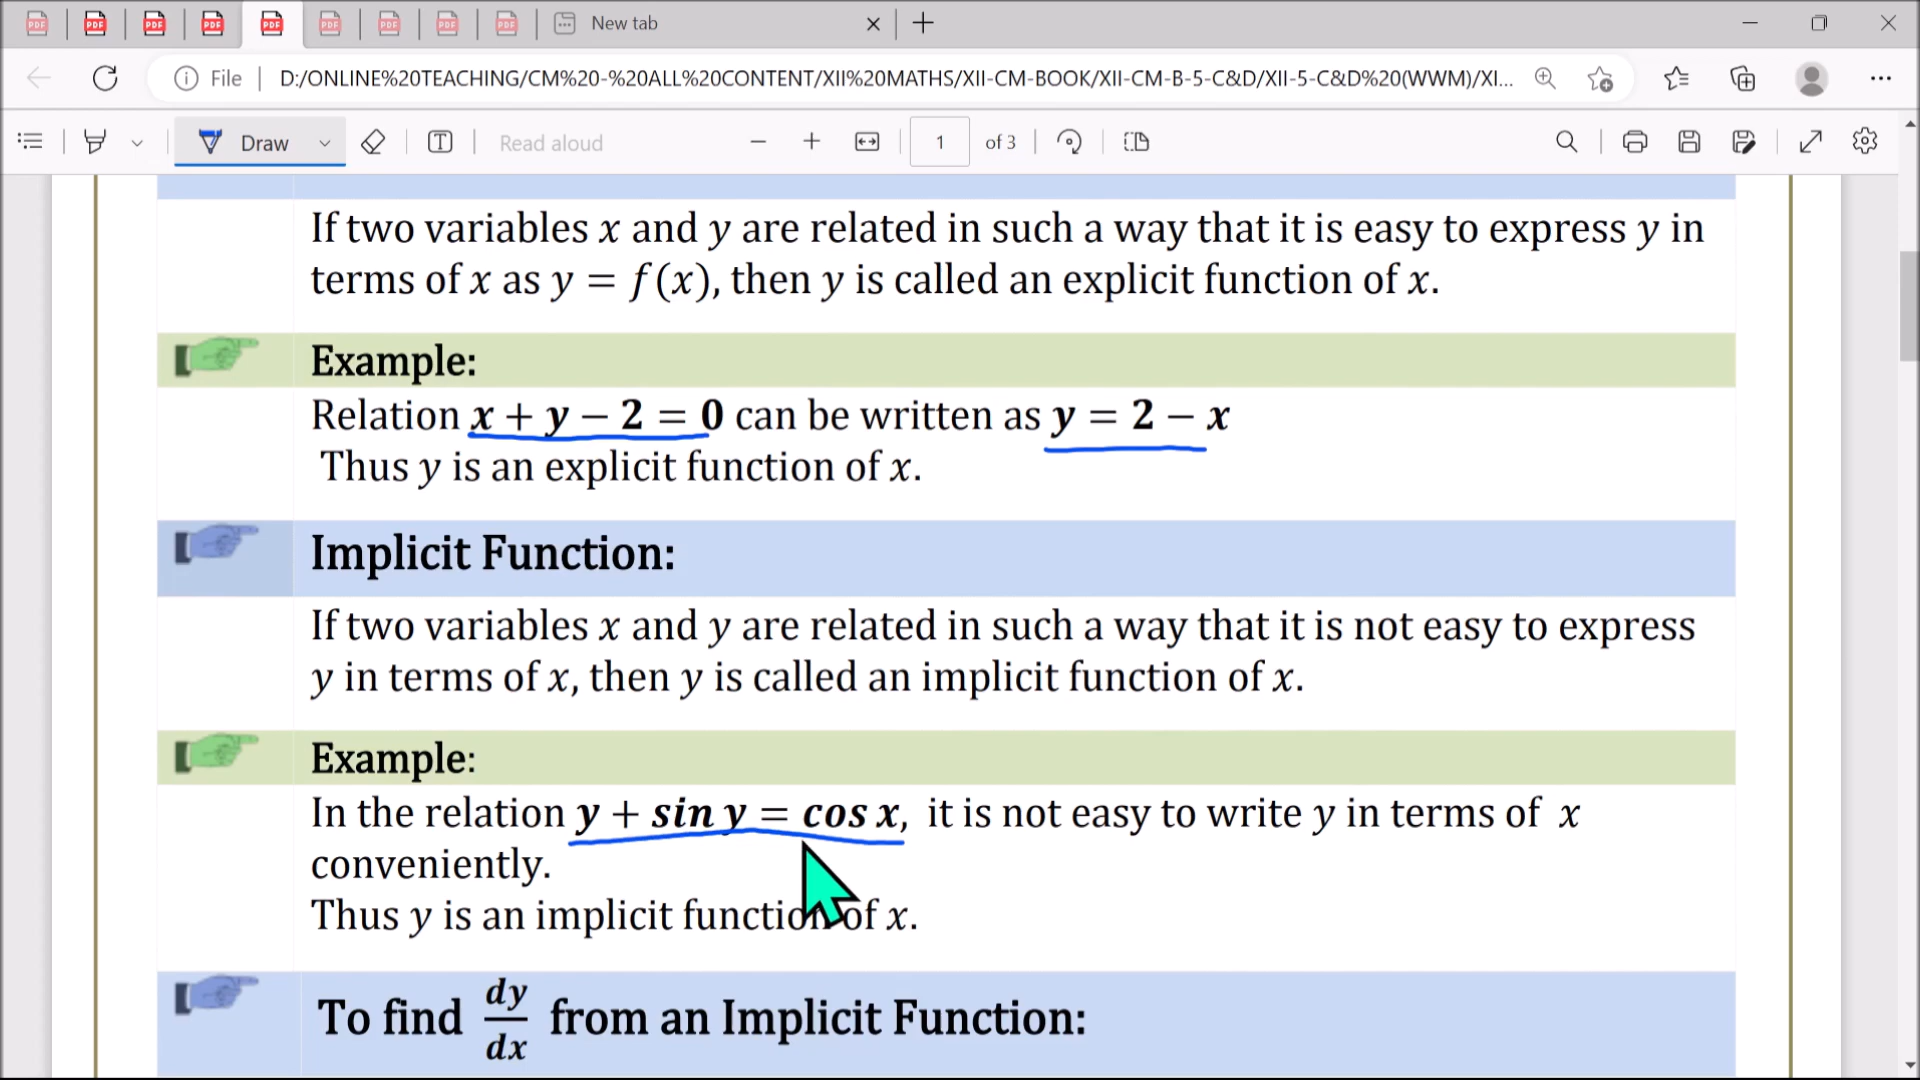 New tab
File
D:/ONLINE%20TEACHING/CM%20-%20ALL%20CONTENT/XII%20MATHS/XII-CM-BOOK/XII-CM-B-5-C&D/XII-5-C&D%20(WWM)/XI...
Draw
Read aloud
1 of 3
If two variables x and y are related in such a way that it is easy to express y in
terms of x as y = f(x), then y is called an explicit function of x.
Example:
Relation x + y − 2 = 0 can be written as y = 2 − x
Thus y is an explicit function of x.
Implicit Function:
If two variables x and y are related in such a way that it is not easy to express
y in terms of x, then y is called an implicit function of x.
Example:
In the relation y + sin y = cos x, it is not easy to write y in terms of x
conveniently.
Thus y is an implicit function of x.
To find dy/dx from an Implicit Function: